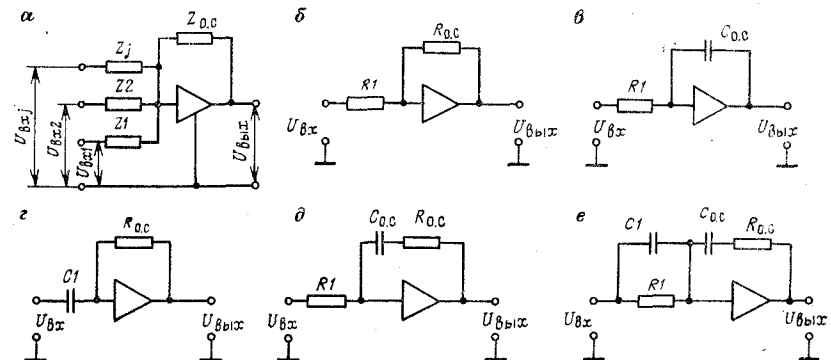 а
Zо.с
Zj
Z2
Z1
Uвхj
Uвх2
Uвх1
Uвых
б
Rо.с
R1
Uвх
Uвых
в
Cо.с
R1
Uвх
Uвых
г
Rо.с
C1
Uвх
Uвых
д
Cо.с Rо.с
R1
Uвх
Uвых
е
C1 Cо.с Rо.с
R1
Uвх
Uвых